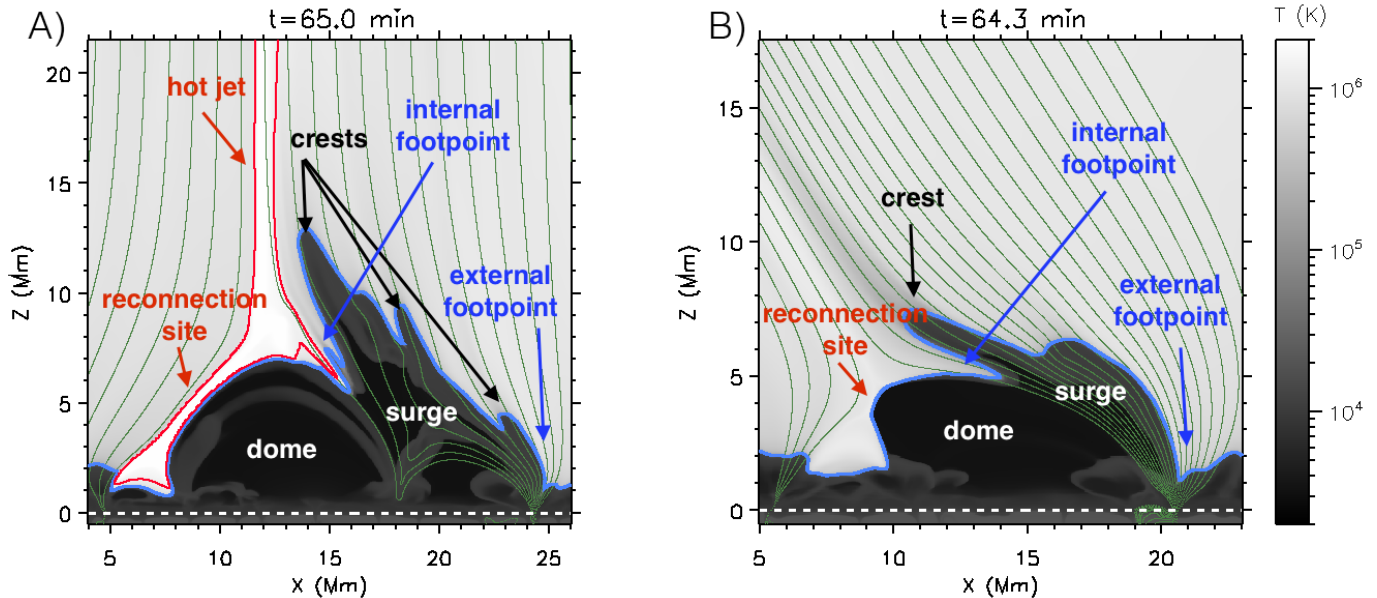 A)
t=65.0 min
20
15
10
5
0
Z (Mm)
hot jet
crests
internal
footpoint
reconnection
site
external
footpoint
surge
dome
5
10
15
20
25
X (Mm)
B)
t=64.3 min
15
10
5
0
Z (Mm)
internal
footpoint
crest
reconnection
site
external
footpoint
surge
dome
5
10
15
20
X (Mm)
T (K)
10⁶
10⁵
10⁴